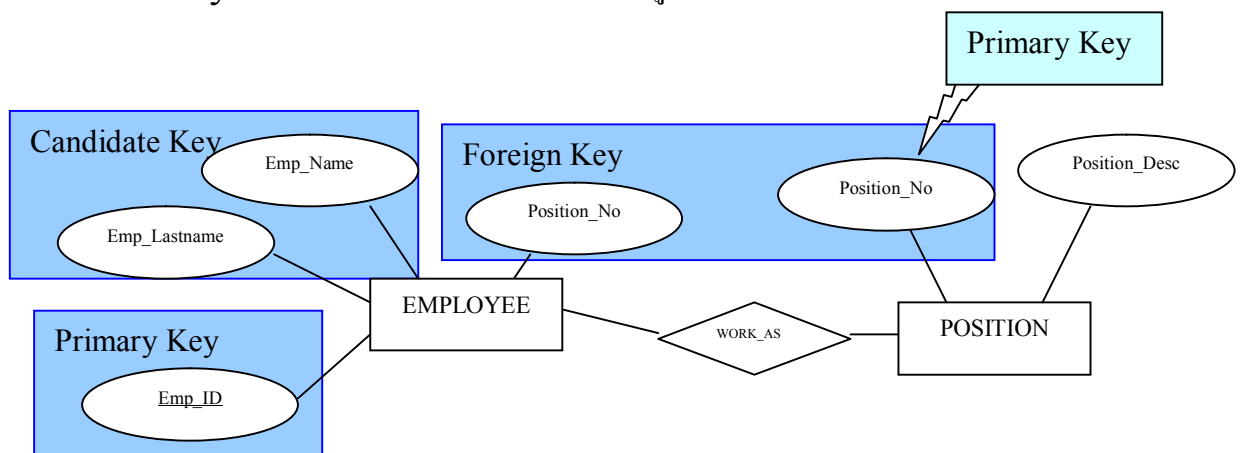 Primary Key
Candidate Key
Emp_Name
Foreign Key
Position_No
Position_No
Position_Desc
Emp_Lastname
EMPLOYEE
WORK_AS
POSITION
Primary Key
Emp_ID